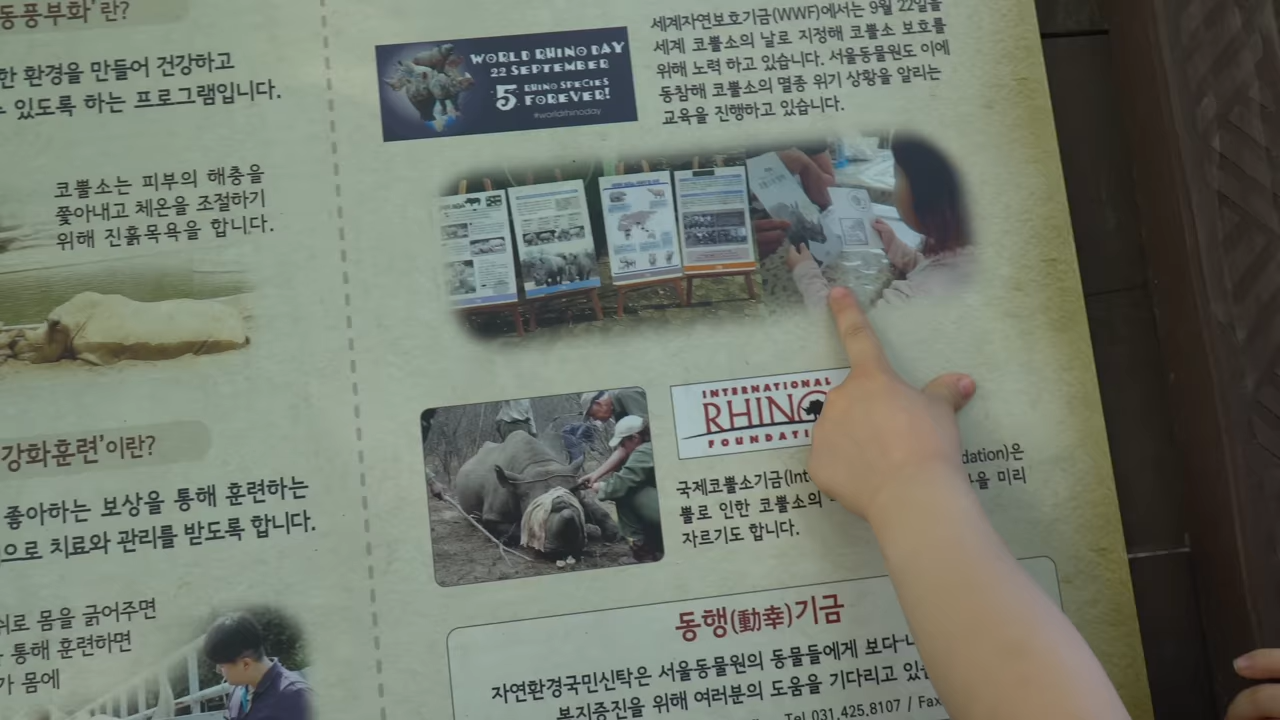 동풍부화'란?
한 환경을 만들어 건강하고
있도록 하는 프로그램입니다.
코뿔소는 피부의 해충을
쫓아내고 체온을 조절하기
위해 진흙목욕을 합니다.
강화훈련'이란?
좋아하는 보상을 통해 훈련하는
으로 치료와 관리를 받도록 합니다.
몸을 긁어주면
통해 훈련하면
몸에
WORLD RHINO DAY
22 SEPTEMBER
5 RHINO SPECIES
FOREVER!
#worldrhinoday
세계자연보호기금(WWF)에서는 9월 22일을
세계 코뿔소의 날로 지정해 코뿔소 보호를
위해 노력 하고 있습니다. 서울동물원도 이에
동참해 코뿔소의 멸종 위기 상황을 알리는
교육을 진행하고 있습니다.
INTERNATIONAL
RHINO
FOUNDATI
국제코뿔소기금(Inte dation)은
뿔로 인한 코뿔소의 을 미리
자르기도 합니다.
동행(動幸)기금
자연환경국민신탁은 서울동물원의 동물들에게 보다
복지증진을 위해 여러분의 도움을 기다리고 있
Tel 031.425.8107 / Fax